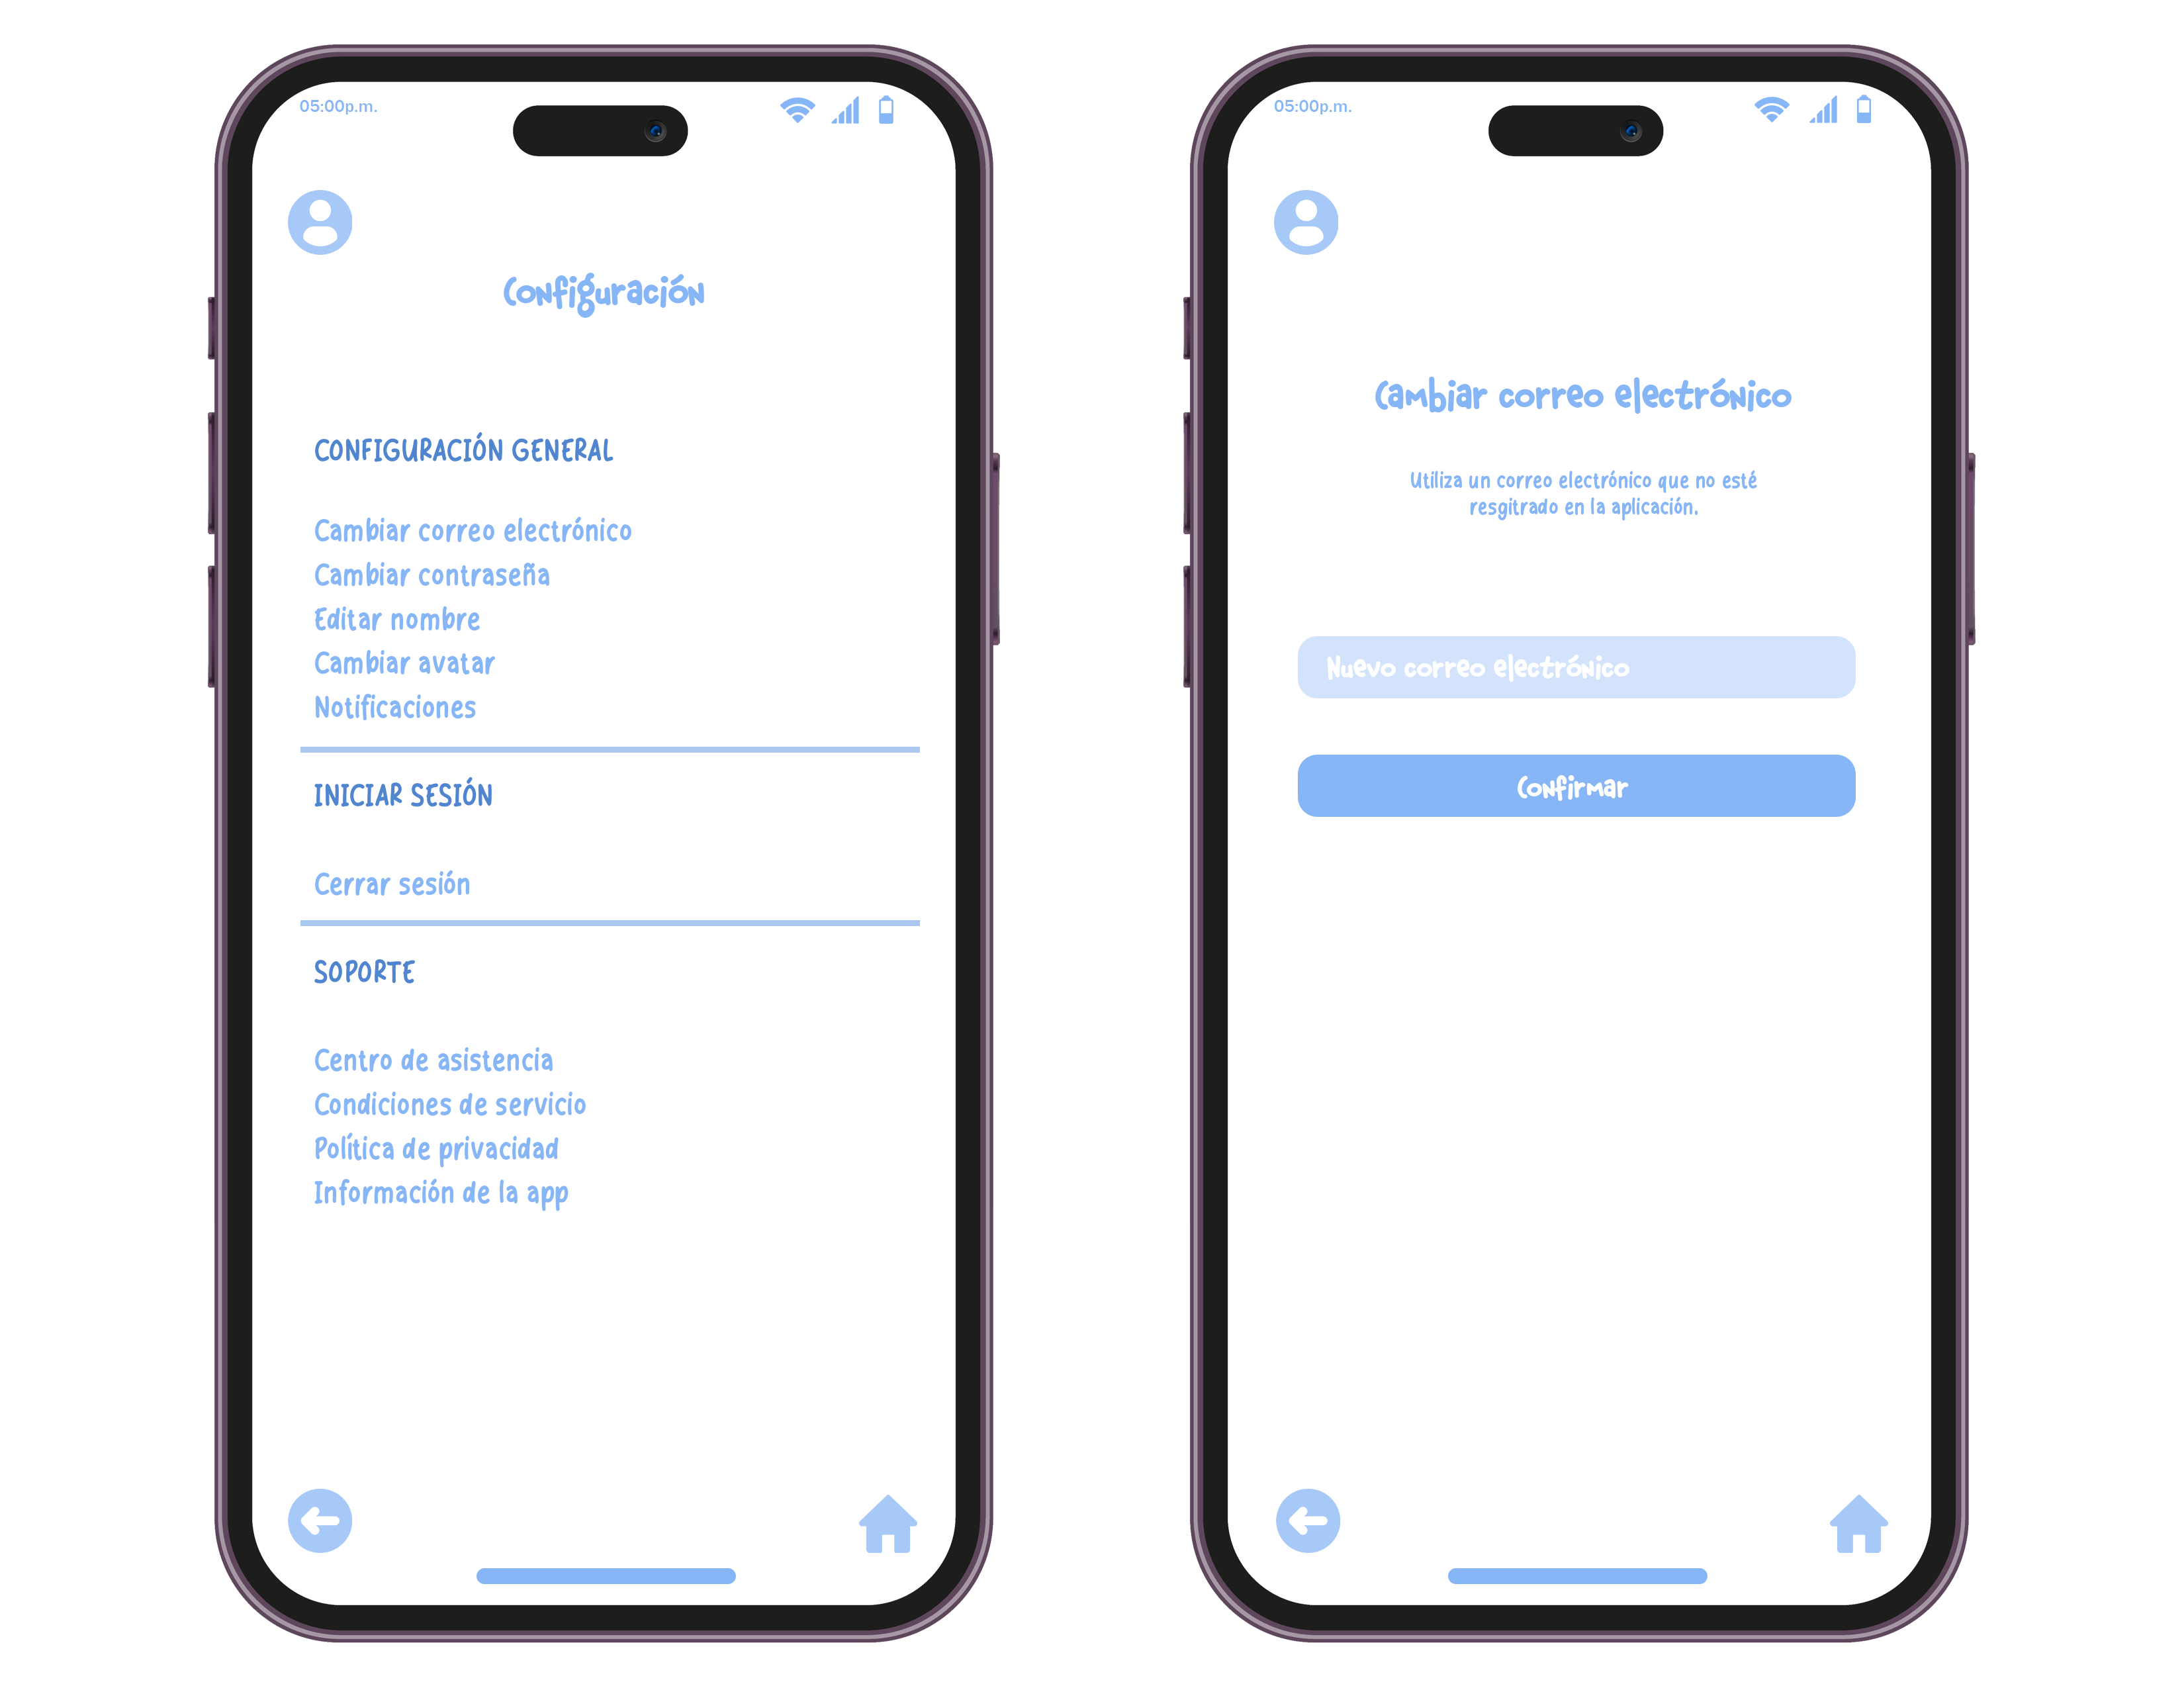 05:00p.m.
Configuración
CONFIGURACIÓN GENERAL
Cambiar correo electrónico
Cambiar contraseña
Editar nombre
Cambiar avatar
Notificaciones
INICIAR SESIÓN
Cerrar sesión
SOPORTE
Centro de asistencia
Condiciones de servicio
Política de privacidad
Información de la app
05:00p.m.
Cambiar correo electrónico
Utiliza un correo electrónico que no esté
resgitrado en la aplicación.
Nuevo correo electrónico
Confirmar